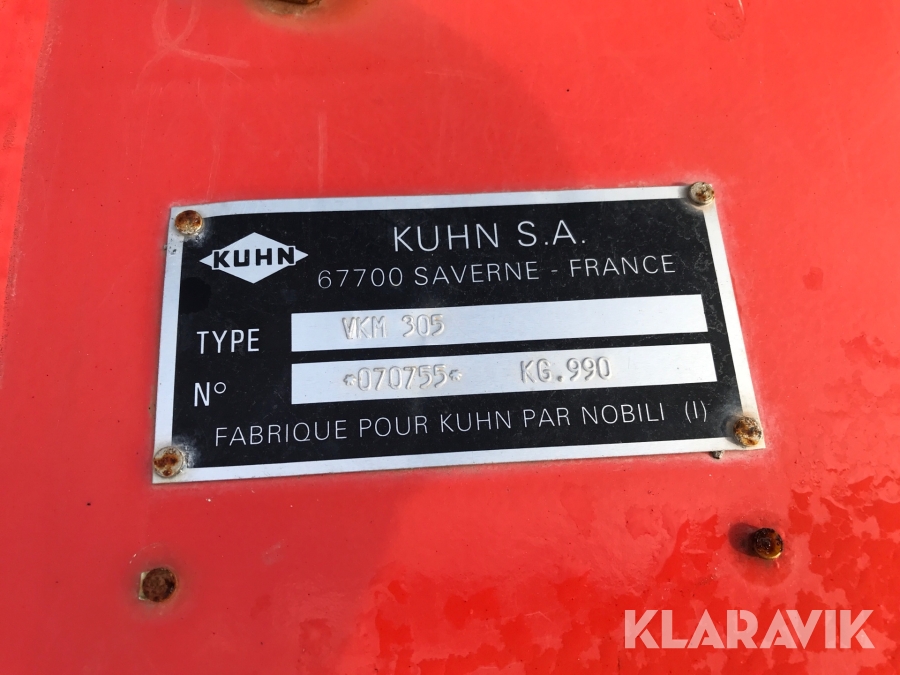 KUHN
KUHN S.A.
67700 SAVERNE - FRANCE
TYPE VKM 305
N° *070755* KG.990
FABRIQUE POUR KUHN PAR NOBILI (I)
KLARAVIK